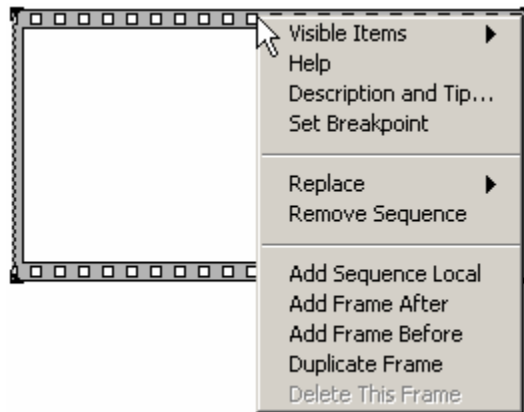 Visible Items
Help
Description and Tip...
Set Breakpoint
Replace
Remove Sequence
Add Sequence Local
Add Frame After
Add Frame Before
Duplicate Frame
Delete This Frame